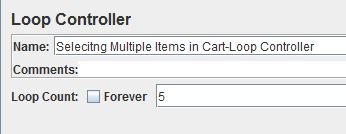 Loop Controller
Name: Selecitng Multiple Items in Cart-Loop Controller
Comments:
Loop Count: Forever 5